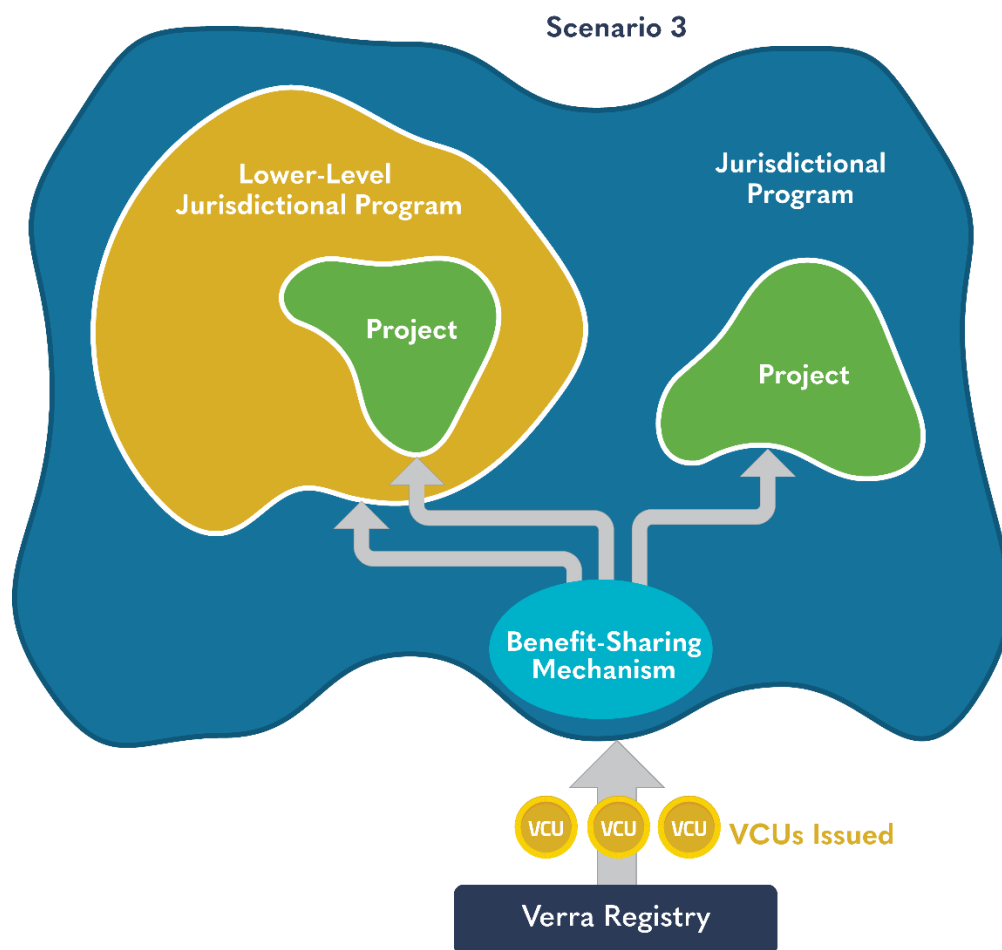 Scenario 3
Lower-Level
Jurisdictional Program
Jurisdictional
Program
Project
Project
Benefit-Sharing
Mechanism
VCU
VCU
VCU
VCUs Issued
Verra Registry